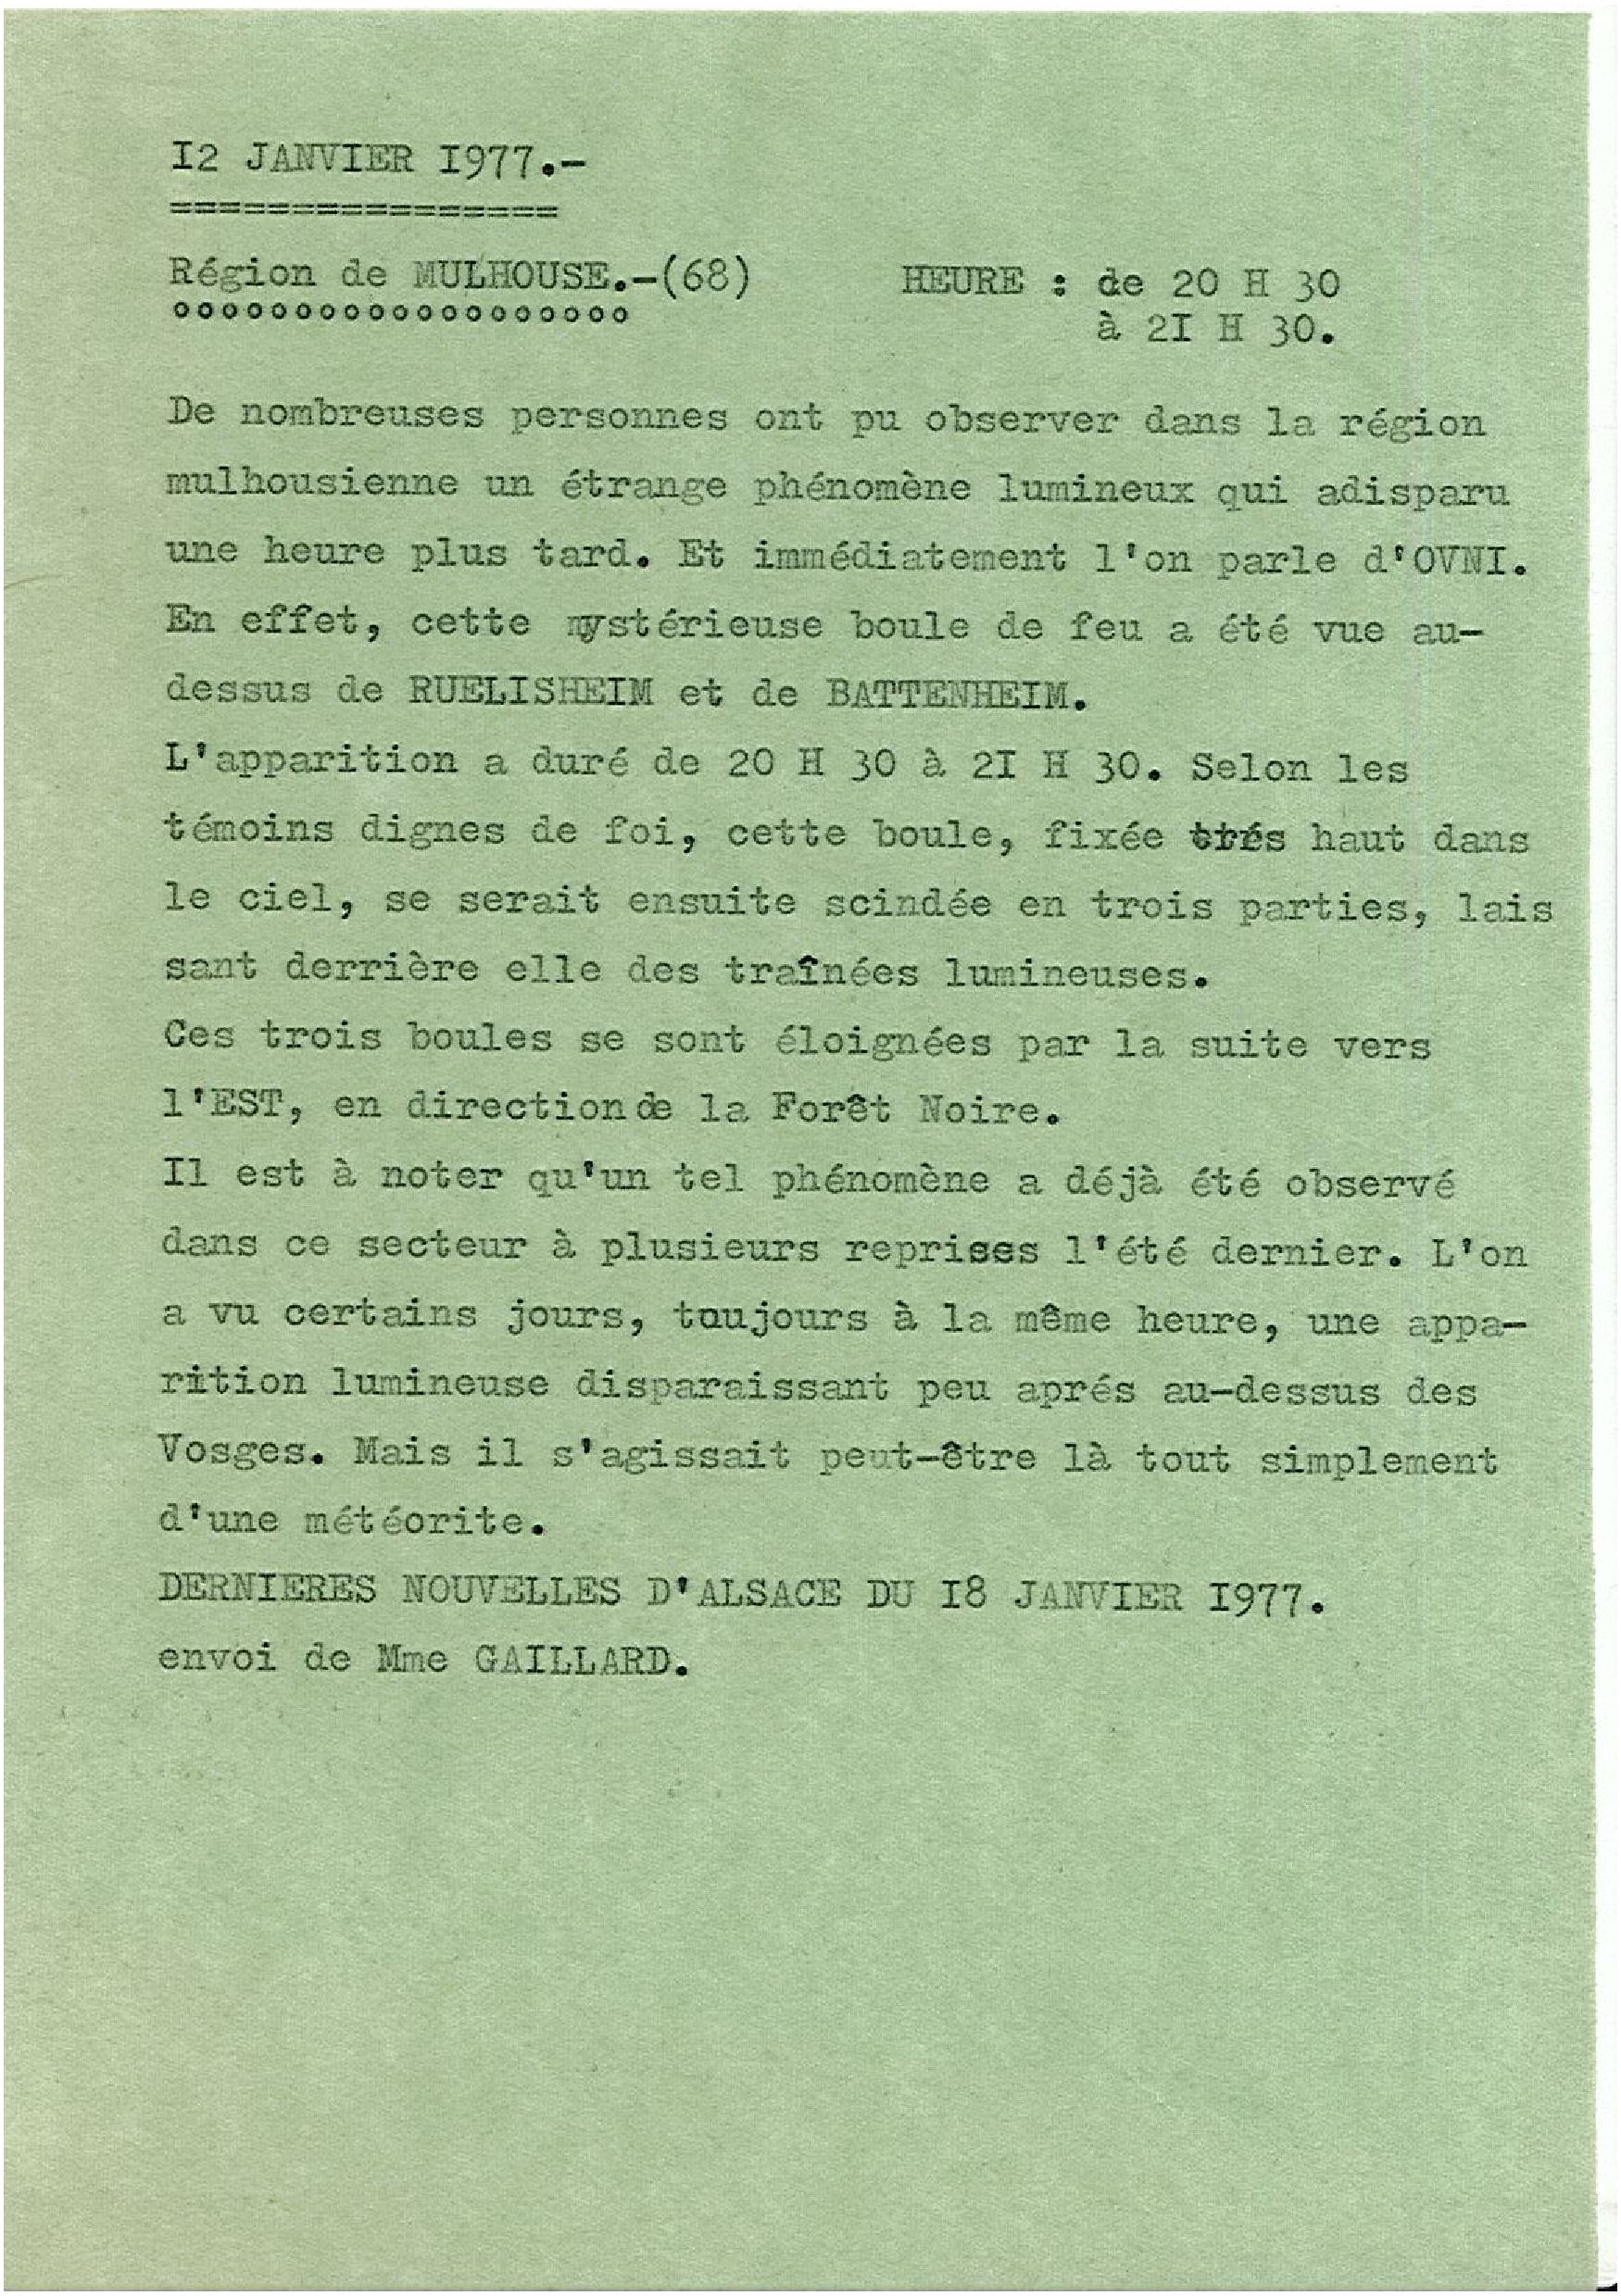 I2 JANVIER I977.-
================
Région de MULHOUSE.-(68)
ooooooooooooooooooo
HEURE : de 20 H 30
à 2I H 30.
De nombreuses personnes ont pu observer dans la région
mulhousienne un étrange phénomène lumineux qui adisparu
une heure plus tard. Et immédiatement l'on parle d'OVNI.
En effet, cette mystérieuse boule de feu a été vue au-
dessus de RUELISHEIM et de BATTENHEIM.
L'apparition a duré de 20 H 30 à 2I H 30. Selon les
témoins dignes de foi, cette boule, fixée trés haut dans
le ciel, se serait ensuite scindée en trois parties, lais
sant derrière elle des traînées lumineuses.
Ces trois boules se sont éloignées par la suite vers
l'EST, en direction de la Forêt Noire.
Il est à noter qu'un tel phénomène a déjà été observé
dans ce secteur à plusieurs reprises l'été dernier. L'on
a vu certains jours, toujours à la même heure, une appa-
rition lumineuse disparaissant peu aprés au-dessus des
Vosges. Mais il s'agissait peut-être là tout simplement
d'une météorite.
DERNIERES NOUVELLES D'ALSACE DU I8 JANVIER I977.
envoi de Mme GAILLARD.